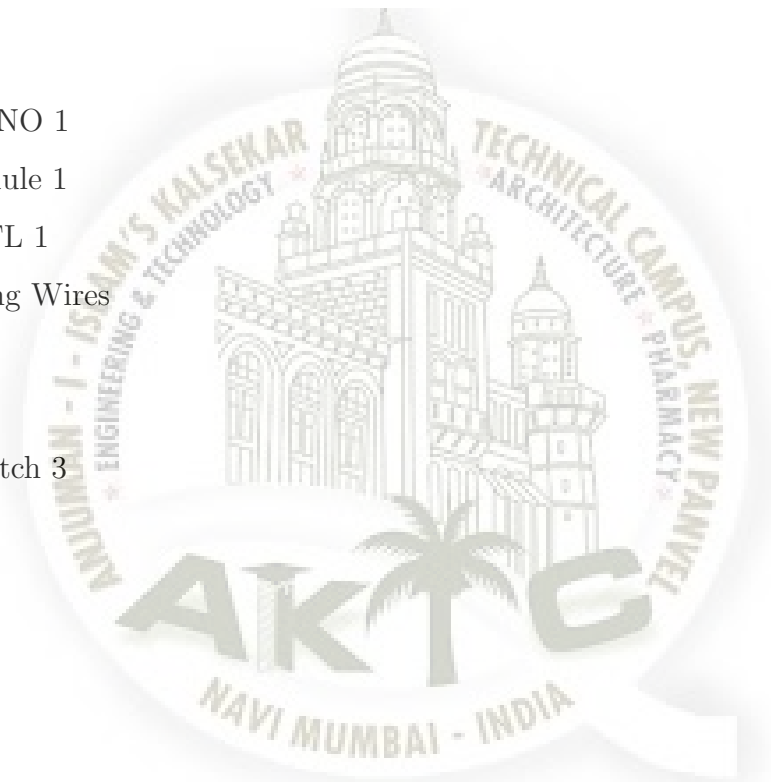 NO 1
ule 1
TL 1
ng Wires
tch 3
ANJUMAN - I - ISLAM'S KALSEKAR TECHNICAL CAMPUS, NEW PANVEL
ENGINEERING & TECHNOLOGY * ARCHITECTURE * PHARMACY *
AKTC
NAVI MUMBAI - INDIA